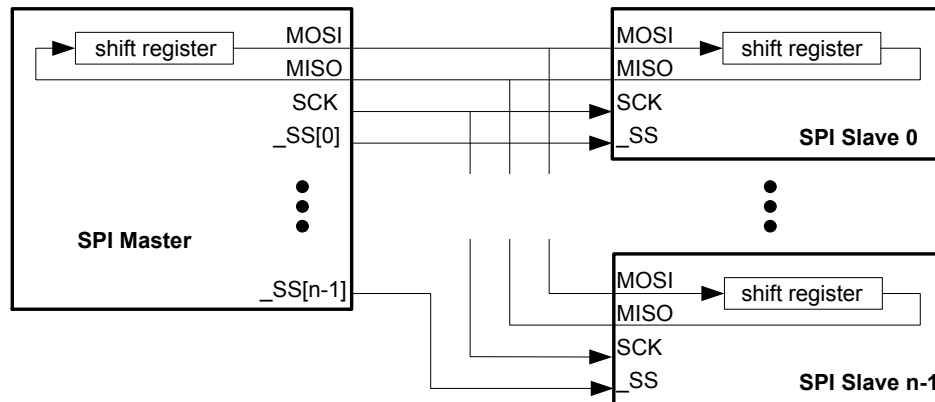 shift register
MOSI
MISO
SCK
_SS[0]
SPI Master
_SS[n-1]
MOSI
shift register
MISO
SCK
_SS
SPI Slave 0
MOSI
shift register
MISO
SCK
_SS
SPI Slave n-1